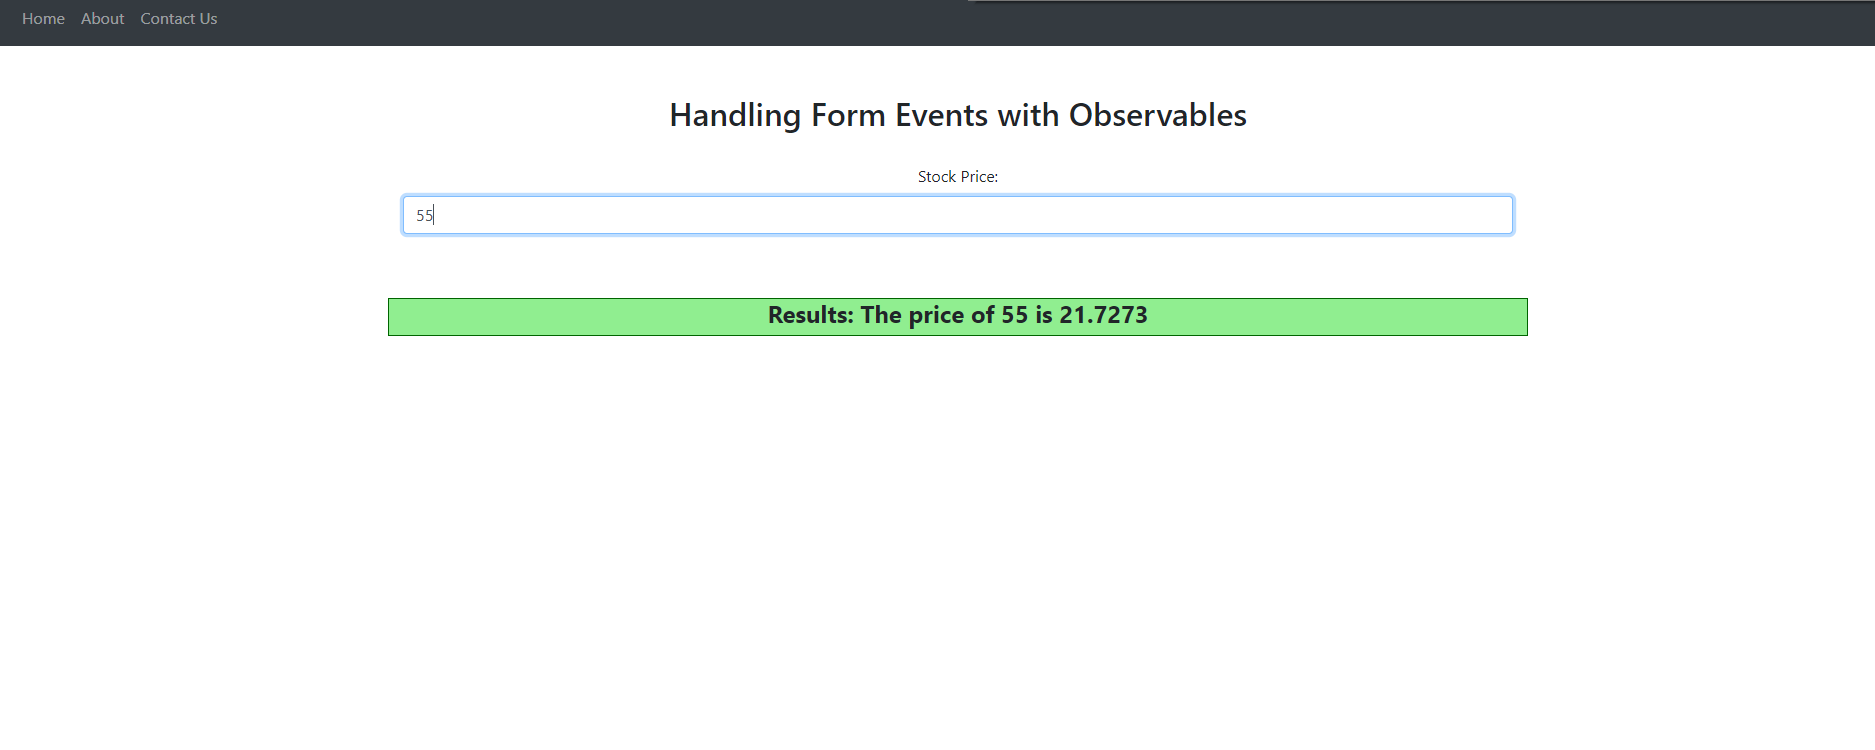 Home About Contact Us
Handling Form Events with Observables
Stock Price:
55
Results: The price of 55 is 21.7273